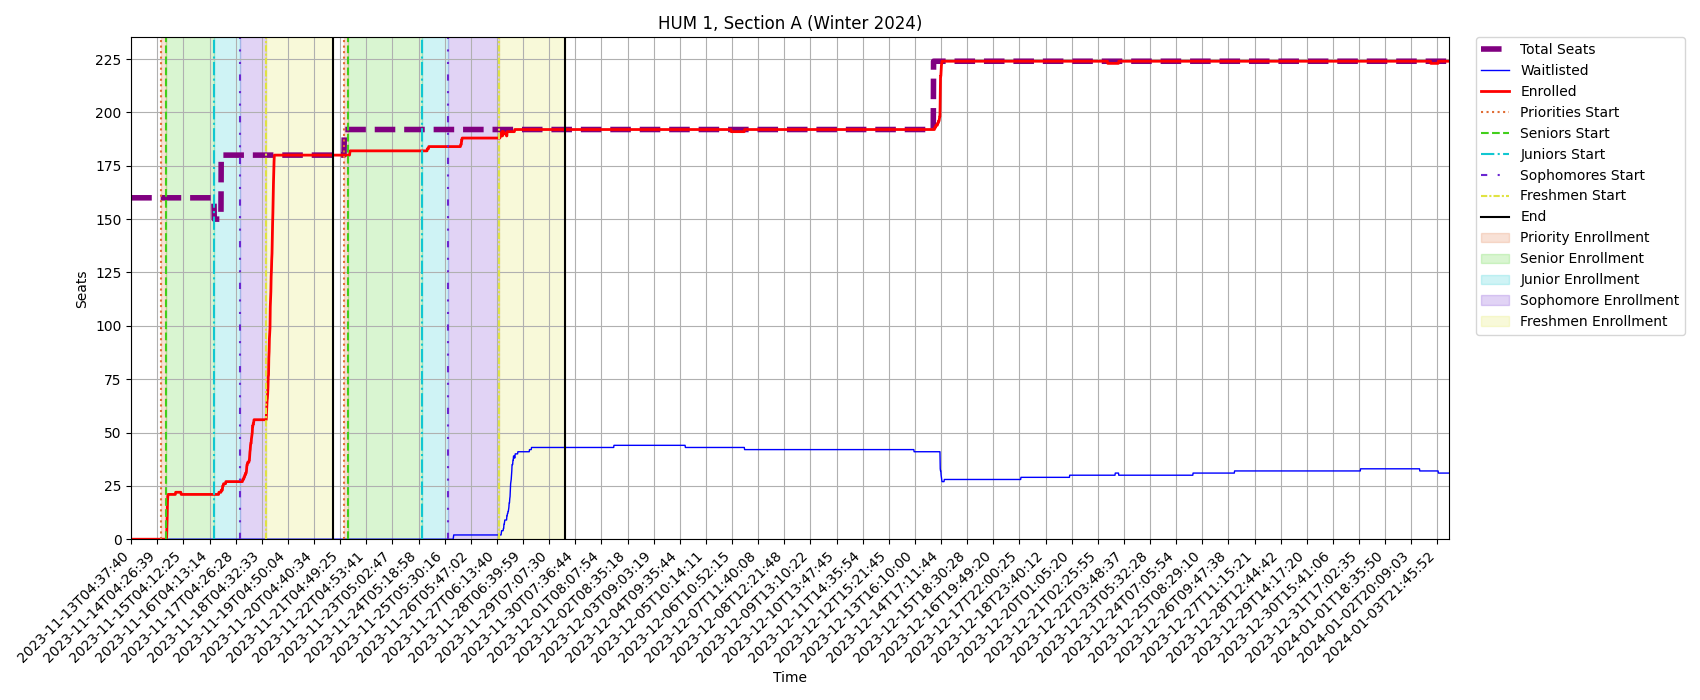 HUM 1, Section A (Winter 2024)
Seats
225
200
175
150
125
100
75
50
25
0
2023-11-13T04:37:40
2023-11-14T04:26:39
2023-11-15T04:12:25
2023-11-16T04:13:14
2023-11-17T04:26:28
2023-11-18T04:32:33
2023-11-19T04:50:04
2023-11-20T04:40:34
2023-11-21T04:49:25
2023-11-22T04:53:41
2023-11-23T05:02:47
2023-11-24T05:18:50
2023-11-25T05:30:16
2023-11-26T05:47:02
2023-11-27T06:13:40
2023-11-28T06:39:59
2023-11-29T07:07:30
2023-11-30T07:36:44
2023-12-01T08:07:54
2023-12-02T08:35:18
2023-12-03T09:03:19
2023-12-04T09:35:44
2023-12-05T10:14:11
2023-12-06T10:52:15
2023-12-07T11:40:08
2023-12-08T12:21:48
2023-12-09T13:10:22
2023-12-10T13:47:45
2023-12-11T14:35:54
2023-12-12T15:21:45
2023-12-13T16:10:00
2023-12-14T17:11:44
2023-12-15T18:30:28
2023-12-16T19:49:20
2023-12-17T22:00:25
2023-12-18T23:40:12
2023-12-20T01:05:20
2023-12-21T02:25:55
2023-12-22T03:48:37
2023-12-23T05:32:28
2023-12-24T07:05:54
2023-12-25T08:29:10
2023-12-26T09:47:38
2023-12-27T11:15:21
2023-12-28T12:44:42
2023-12-29T14:17:20
2023-12-30T15:41:06
2023-12-31T17:02:35
2024-01-01T18:35:50
2024-01-02T20:09:03
2024-01-03T21:45:52
Time
Total Seats
Waitlisted
Enrolled
Priorities Start
Seniors Start
Juniors Start
Sophomores Start
Freshmen Start
End
Priority Enrollment
Senior Enrollment
Junior Enrollment
Sophomore Enrollment
Freshmen Enrollment